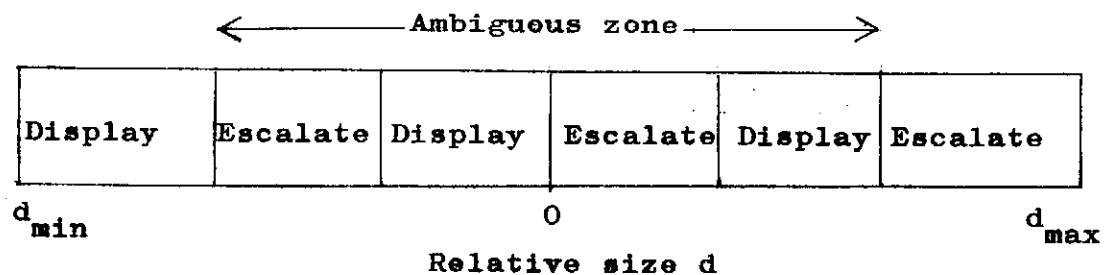 Ambiguous zone
Display Escalate Display Escalate Display Escalate
d min 0 d max
Relative size d